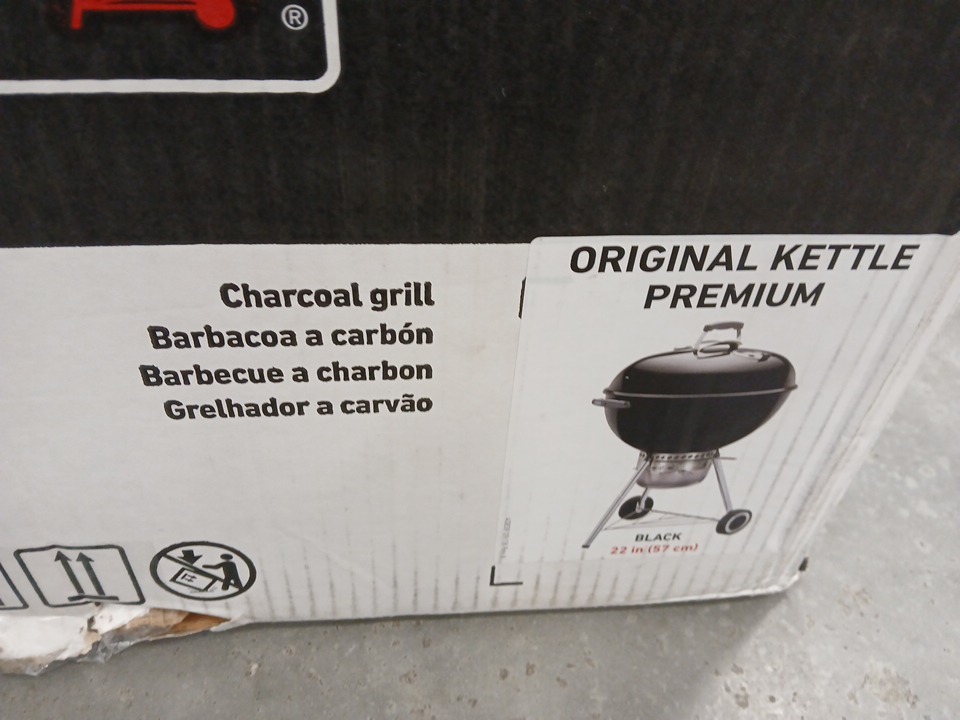 ®
Charcoal grill
Barbacoa a carbón
Barbecue a charbon
Grelhador a carvão
ORIGINAL KETTLE
PREMIUM
BLACK
22 in (57 cm)